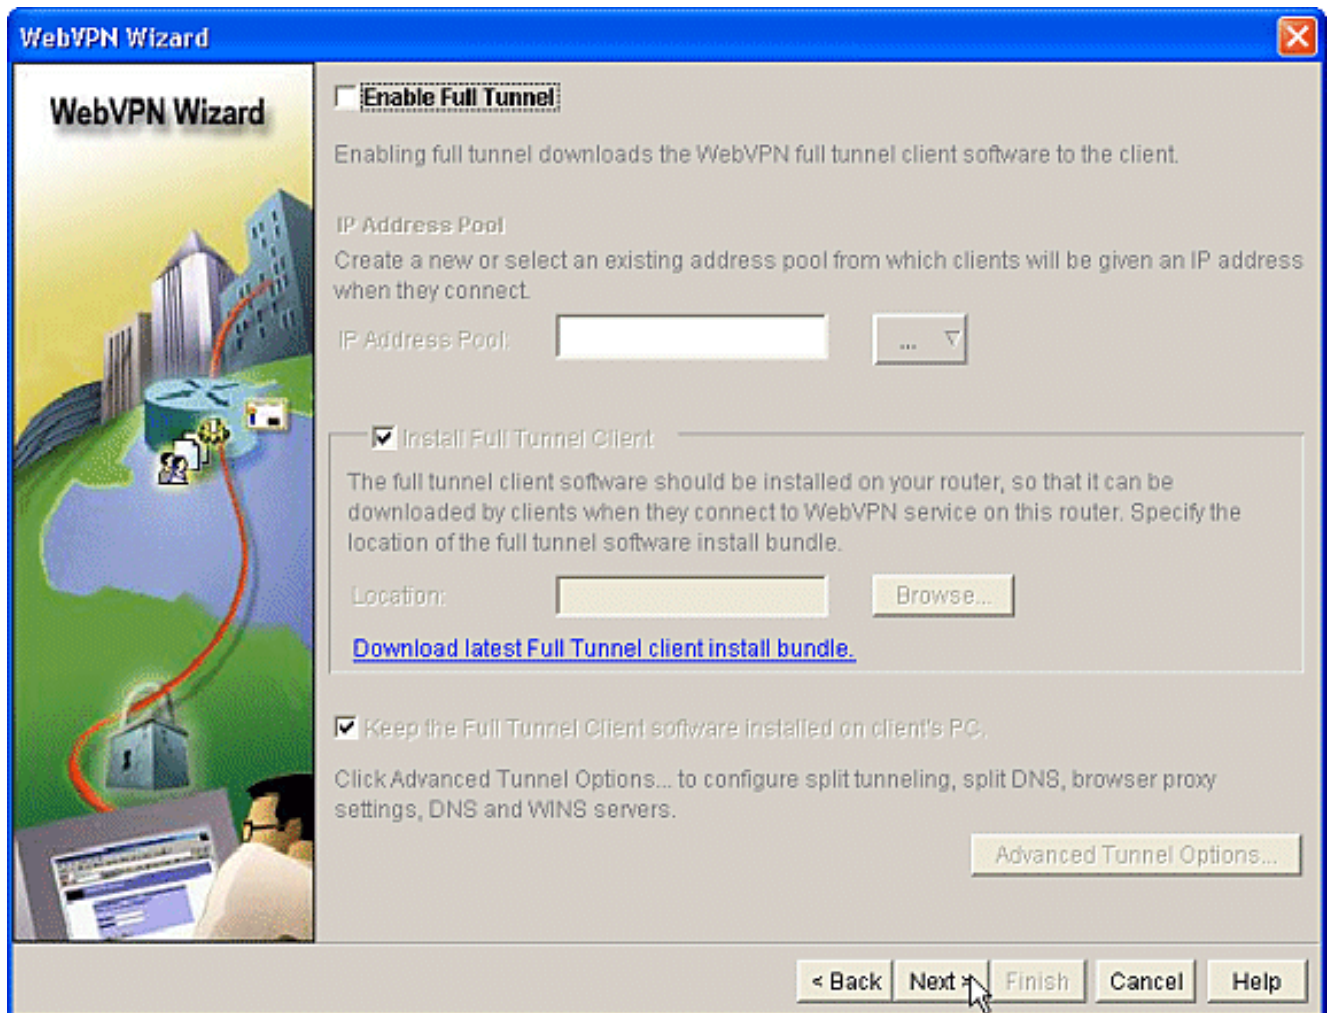 WebVPN Wizard
WebVPN Wizard
Enable Full Tunnel
Enabling full tunnel downloads the WebVPN full tunnel client software to the client.
IP Address Pool
Create a new or select an existing address pool from which clients will be given an IP address
when they connect.
IP Address Pool:
...
Install Full Tunnel Client
The full tunnel client software should be installed on your router, so that it can be
downloaded by clients when they connect to WebVPN service on this router. Specify the
location of the full tunnel software install bundle.
Location:
Browse...
Download latest Full Tunnel client install bundle.
Keep the Full Tunnel Client software installed on client's PC.
Click Advanced Tunnel Options... to configure split tunneling, split DNS, browser proxy
settings, DNS and WINS servers.
Advanced Tunnel Options...
< Back
Next >
Finish
Cancel
Help